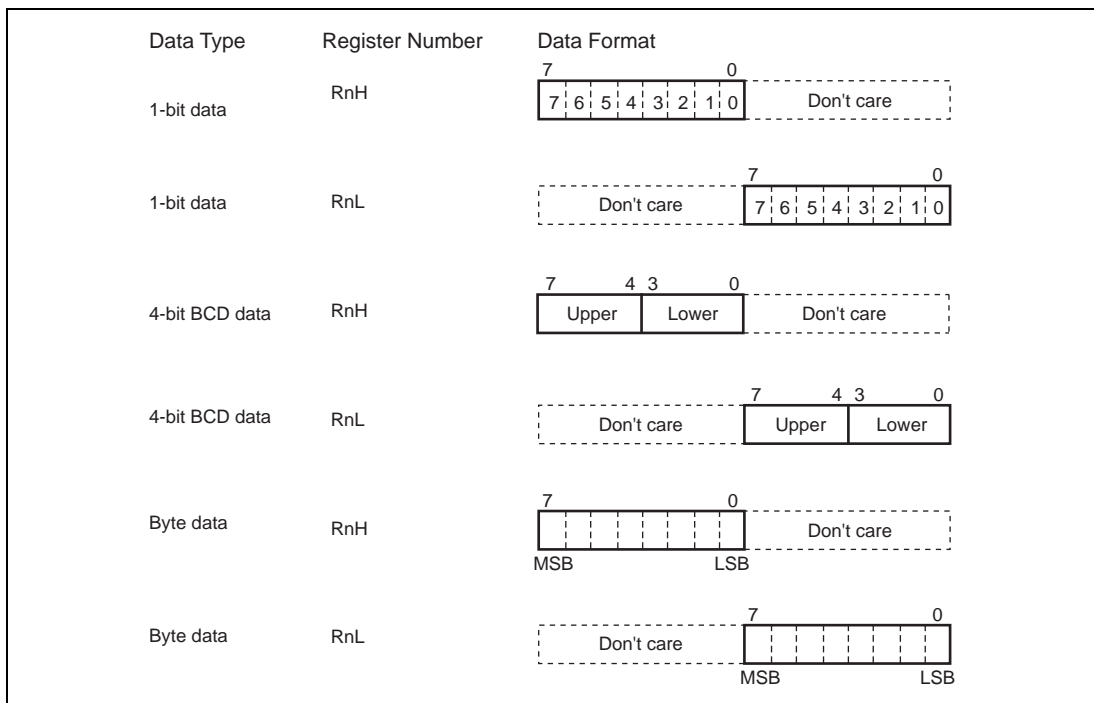 Data Type Register Number Data Format
7 0
1-bit data RnH 7 6 5 4 3 2 1 0 Don't care
7 0
1-bit data RnL Don't care 7 6 5 4 3 2 1 0
7 4 3 0
4-bit BCD data RnH Upper Lower Don't care
7 4 3 0
4-bit BCD data RnL Don't care Upper Lower
7 0
Byte data RnH Don't care
MSB LSB
7 0
Byte data RnL Don't care
MSB LSB